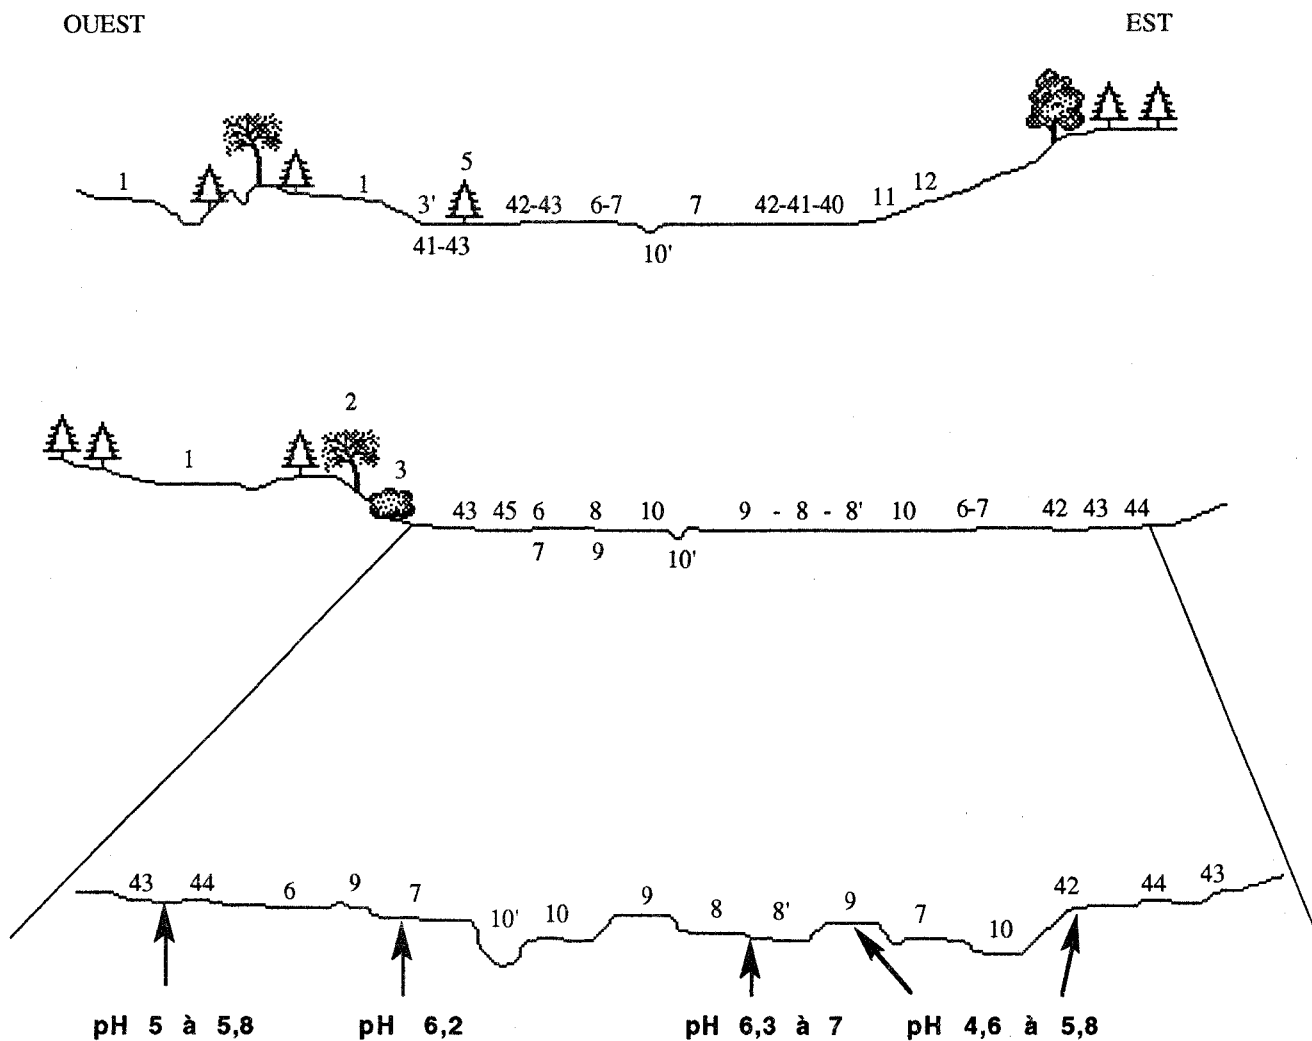 OUEST EST
5
1 1 3' 42-43 6-7 7 42-41-40 11 12
41-43 10'
2
1 3
43 45 6 8 10 9 - 8 - 8' 10 6-7 42 43 44
7 9 10'
43 44 6 9 7 10' 10 9 8 8' 9 7 10 42 44 43
pH 5 à 5,8 pH 6,2 pH 6,3 à 7 pH 4,6 à 5,8